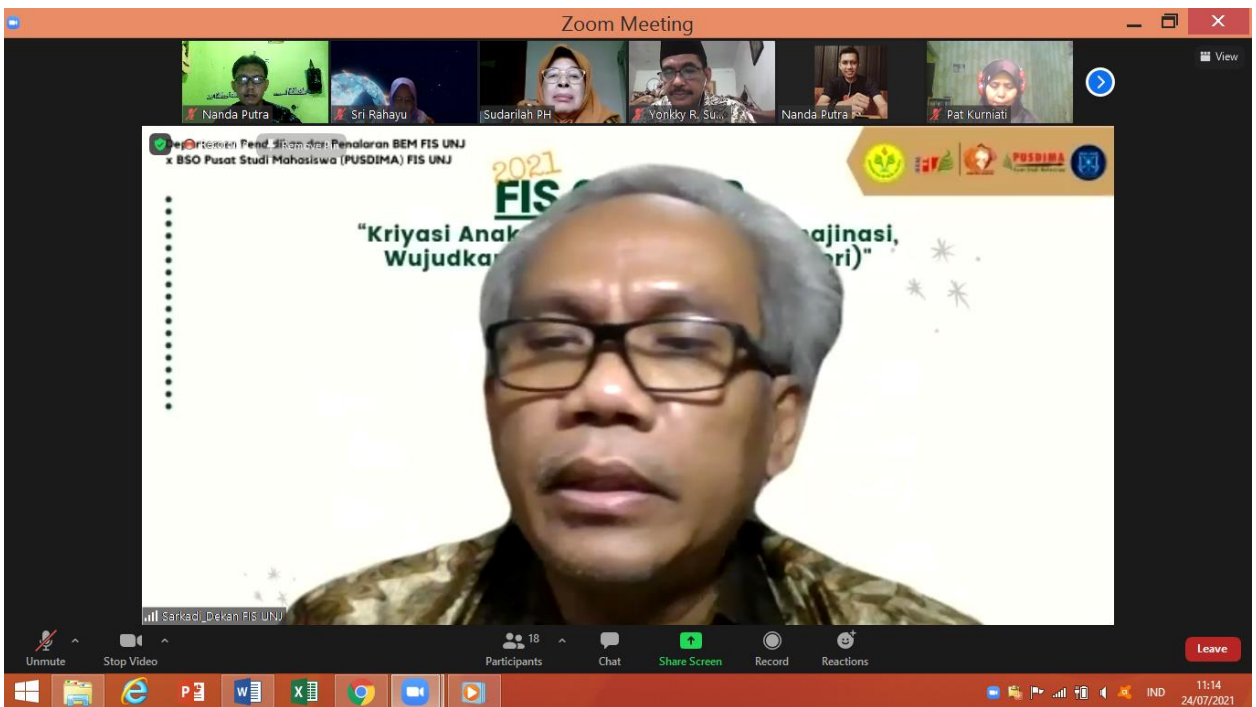 Zoom Meeting
View
Nanda Putra
Sri Rahayu
Sudarilah PH
Yonkky R. Su...
Nanda Putra
Pat Kurniati
Penalaran BEM FIS UNJ
x BSO Pusat Studi Mahasiswa (PUSDIMA) FIS UNJ
2021
FIS
PUSDIMA
"Kriyasi Anak ajinasi,
Wujudka ri)"
Sarkadi_Dekan FIS UNJ
Unmute
Stop Video
18
Participants
Chat
Share Screen
Record
Reactions
Leave
IND
11:14
24/07/2021